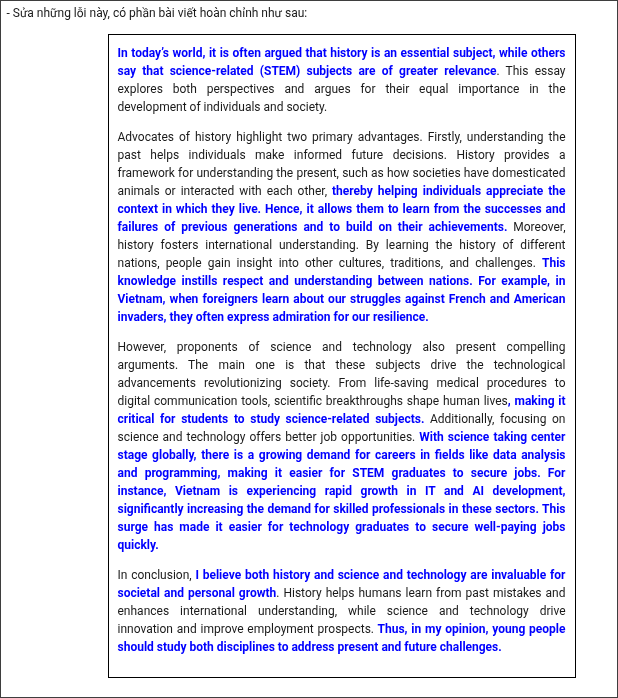 - Sửa những lỗi này, có phần bài viết hoàn chỉnh như sau:
In today's world, it is often argued that history is an essential subject, while others
say that science-related (STEM) subjects are of greater relevance. This essay
explores both perspectives and argues for their equal importance in the
development of individuals and society.
Advocates of history highlight two primary advantages. Firstly, understanding the
past helps individuals make informed future decisions. History provides a
framework for understanding the present, such as how societies have domesticated
animals or interacted with each other, thereby helping individuals appreciate the
context in which they live. Hence, it allows them to learn from the successes and
failures of previous generations and to build on their achievements. Moreover,
history fosters international understanding. By learning the history of different
nations, people gain insight into other cultures, traditions, and challenges. This
knowledge instills respect and understanding between nations. For example, in
Vietnam, when foreigners learn about our struggles against French and American
invaders, they often express admiration for our resilience.
However, proponents of science and technology also present compelling
arguments. The main one is that these subjects drive the technological
advancements revolutionizing society. From life-saving medical procedures to
digital communication tools, scientific breakthroughs shape human lives, making it
critical for students to study science-related subjects. Additionally, focusing on
science and technology offers better job opportunities. With science taking center
stage globally, there is a growing demand for careers in fields like data analysis
and programming, making it easier for STEM graduates to secure jobs. For
instance, Vietnam is experiencing rapid growth in IT and AI development,
significantly increasing the demand for skilled professionals in these sectors. This
surge has made it easier for technology graduates to secure well-paying jobs
quickly.
In conclusion, I believe both history and science and technology are invaluable for
societal and personal growth. History helps humans learn from past mistakes and
enhances international understanding, while science and technology drive
innovation and improve employment prospects. Thus, in my opinion, young people
should study both disciplines to address present and future challenges.